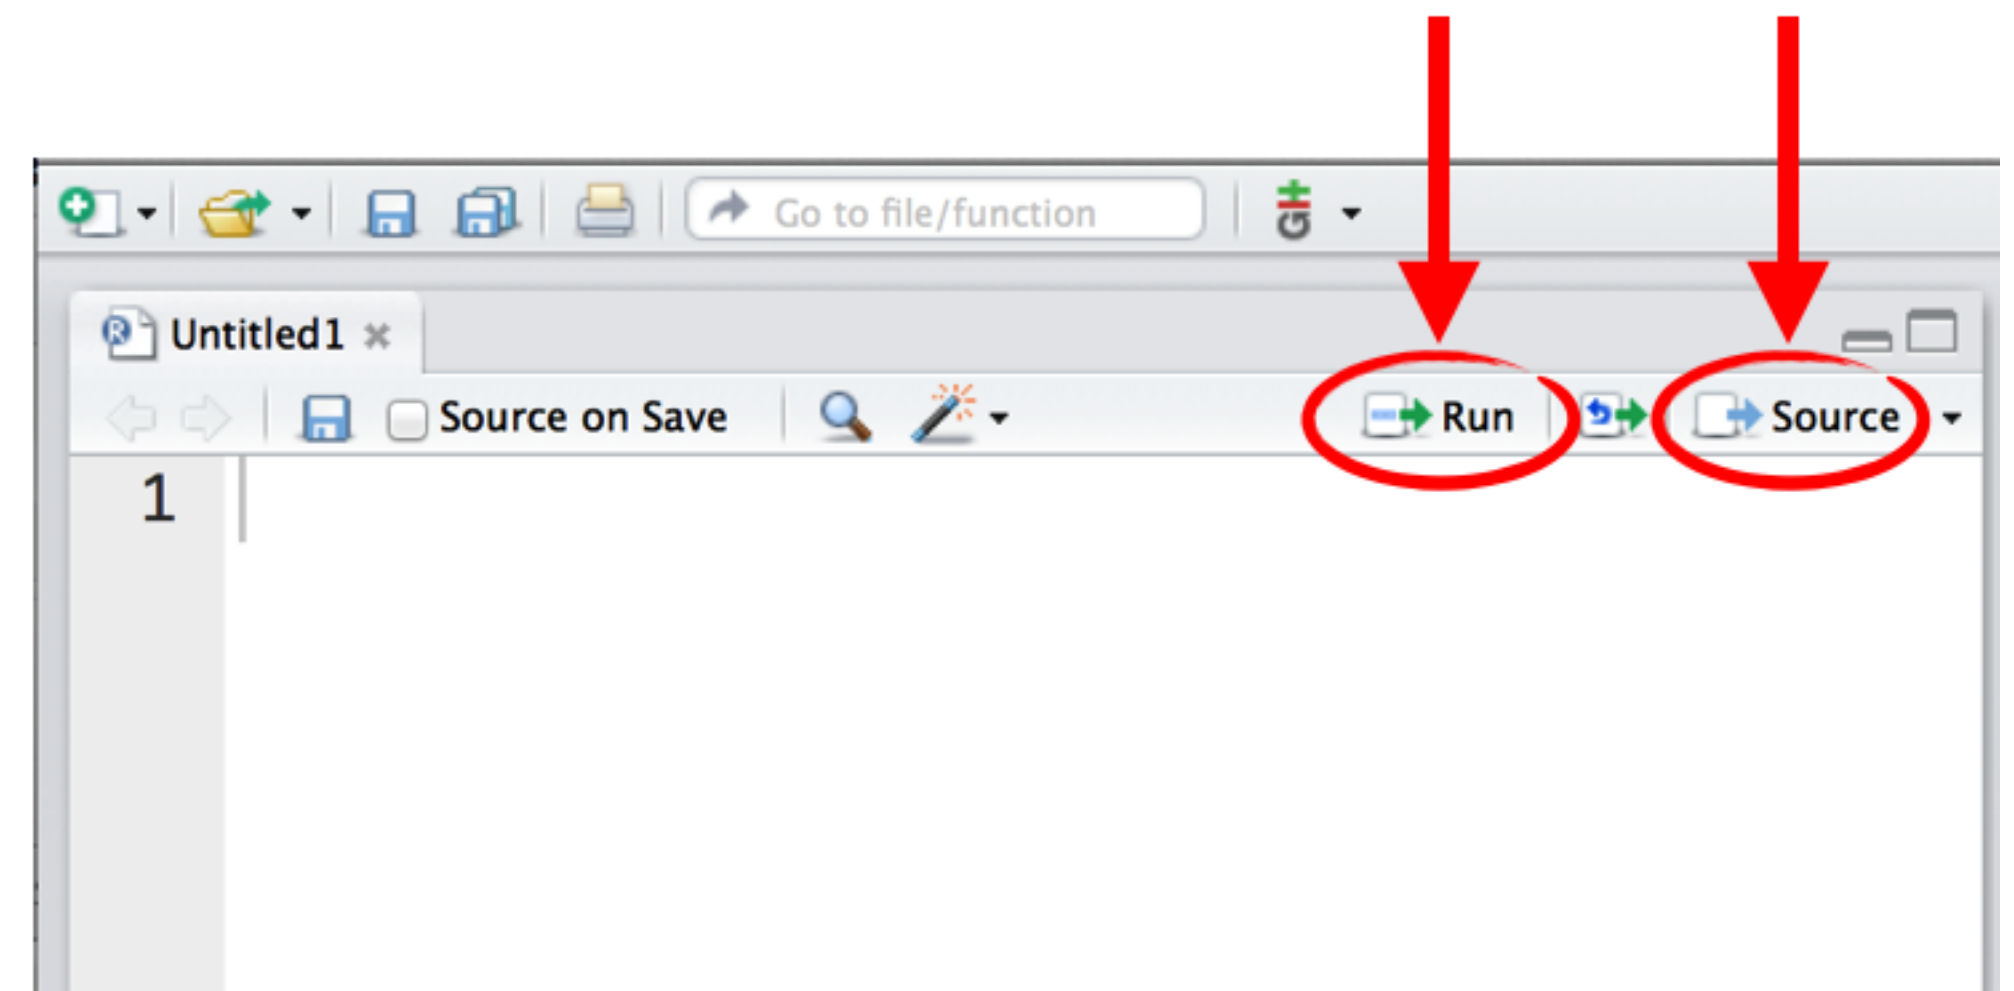 Go to file/function
Untitled1
Source on Save
Run
Source
1